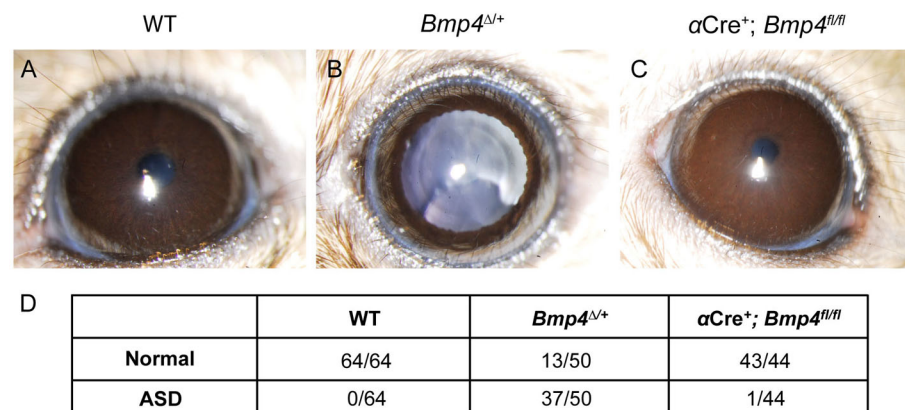 WT Bmp4Δ/+ αCre+; Bmp4fl/fl
A B C
D
WT Bmp4Δ/+ αCre+; Bmp4fl/fl
Normal 64/64 13/50 43/44
ASD 0/64 37/50 1/44